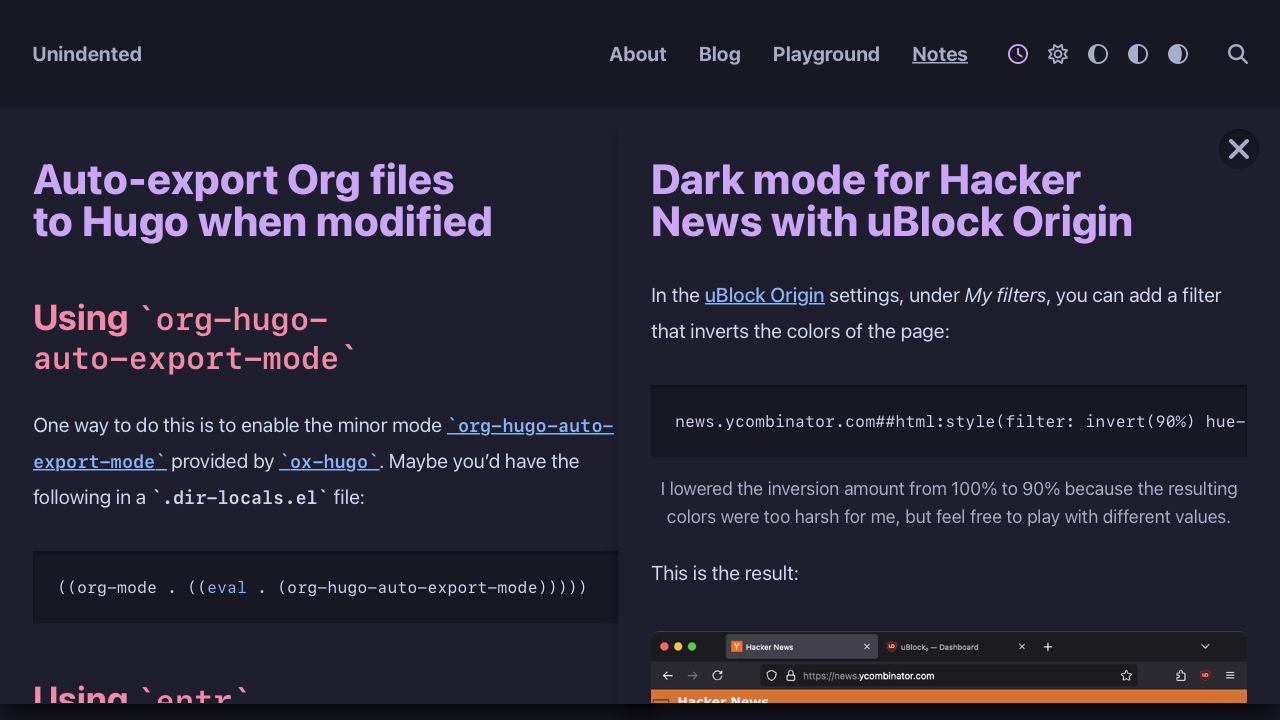 Unindented
About Blog Playground Notes
Auto-export Org files
to Hugo when modified
Using `org-hugo-
auto-export-mode`
One way to do this is to enable the minor mode `org-hugo-auto-
export-mode` provided by `ox-hugo`. Maybe you’d have the
following in a `.dir-locals.el` file:
((org-mode . ((eval . (org-hugo-auto-export-mode)))))
Using `entr`
Dark mode for Hacker
News with uBlock Origin
In the uBlock Origin settings, under My filters, you can add a filter
that inverts the colors of the page:
news.ycombinator.com##html:style(filter: invert(90%) hue-
I lowered the inversion amount from 100% to 90% because the resulting
colors were too harsh for me, but feel free to play with different values.
This is the result:
Hacker News
uBlock₀ — Dashboard
https://news.ycombinator.com
Hacker News